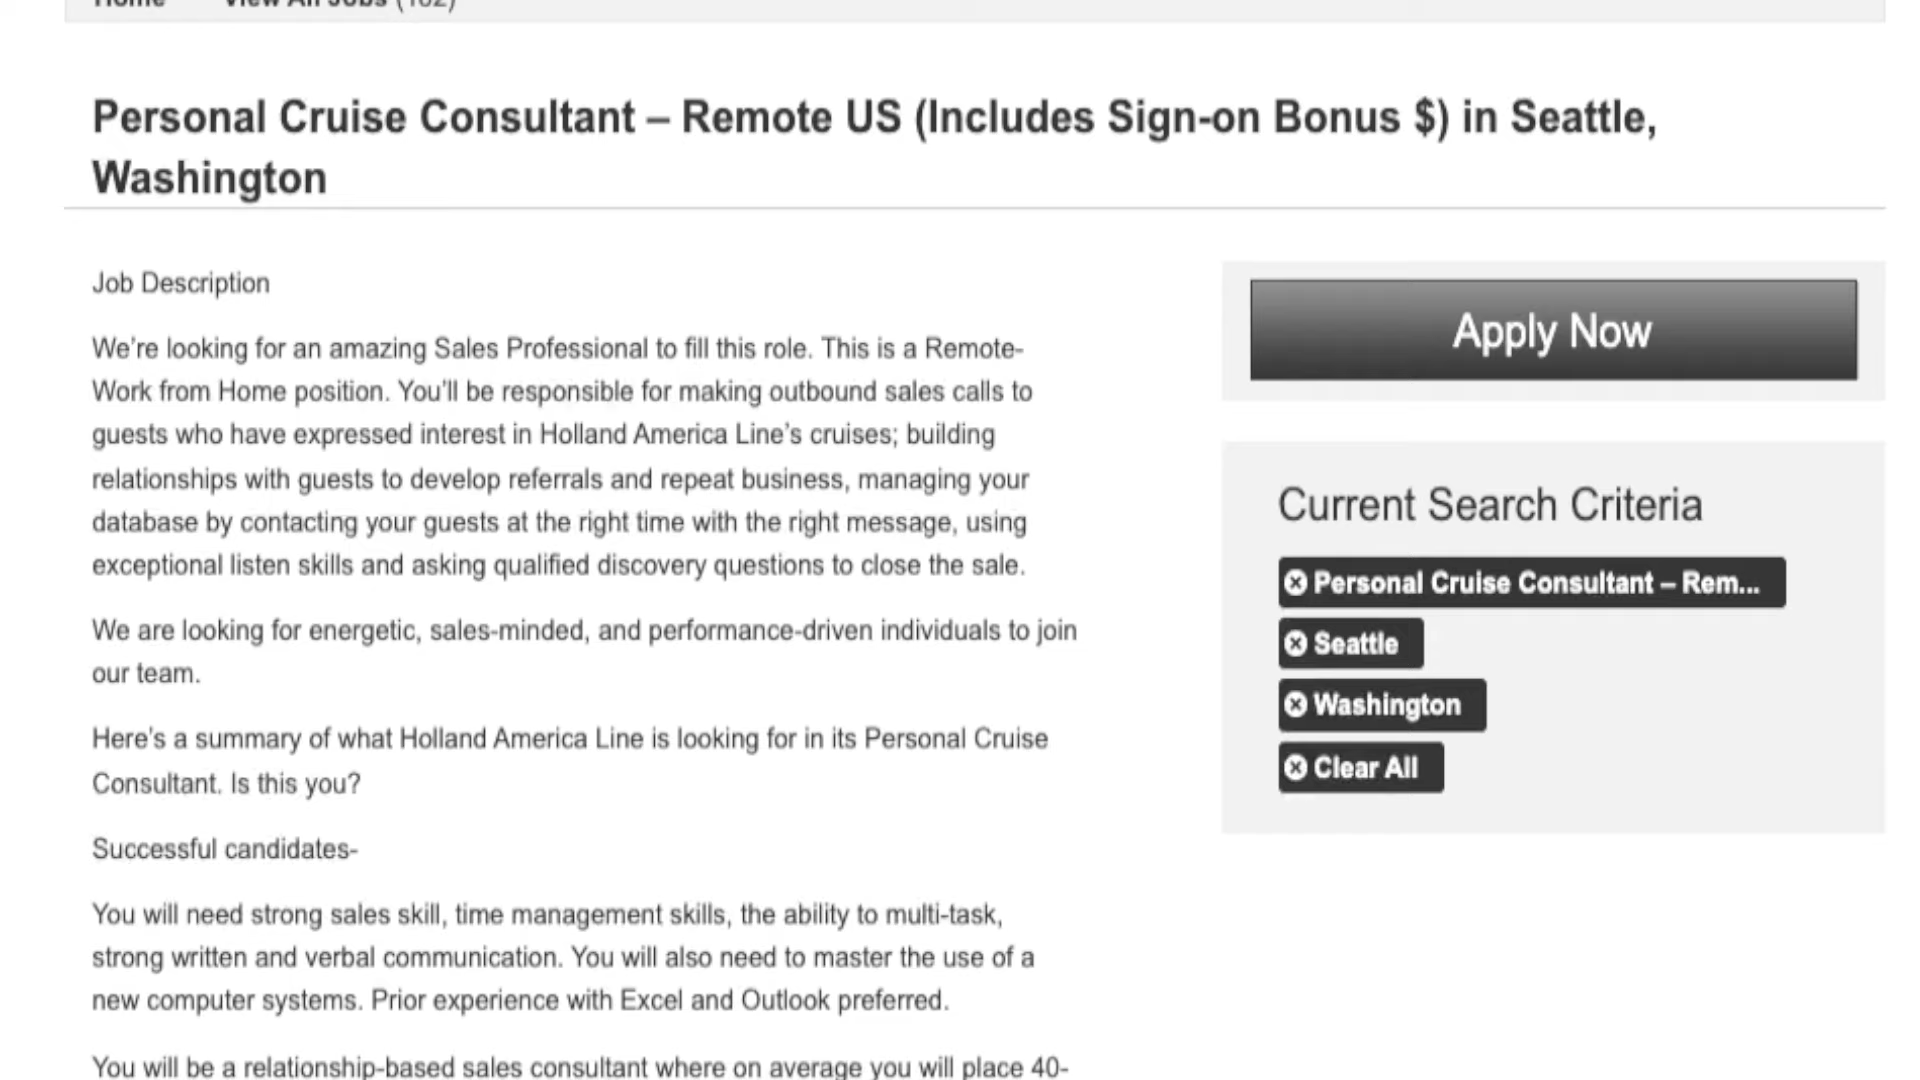 Home View All Jobs (162)
Personal Cruise Consultant – Remote US (Includes Sign-on Bonus $) in Seattle,
Washington
Job Description
We’re looking for an amazing Sales Professional to fill this role. This is a Remote-
Work from Home position. You’ll be responsible for making outbound sales calls to
guests who have expressed interest in Holland America Line’s cruises; building
relationships with guests to develop referrals and repeat business, managing your
database by contacting your guests at the right time with the right message, using
exceptional listen skills and asking qualified discovery questions to close the sale.
We are looking for energetic, sales-minded, and performance-driven individuals to join
our team.
Here’s a summary of what Holland America Line is looking for in its Personal Cruise
Consultant. Is this you?
Successful candidates-
You will need strong sales skill, time management skills, the ability to multi-task,
strong written and verbal communication. You will also need to master the use of a
new computer systems. Prior experience with Excel and Outlook preferred.
You will be a relationship-based sales consultant where on average you will place 40-
Apply Now
Current Search Criteria
Personal Cruise Consultant – Rem...
Seattle
Washington
Clear All